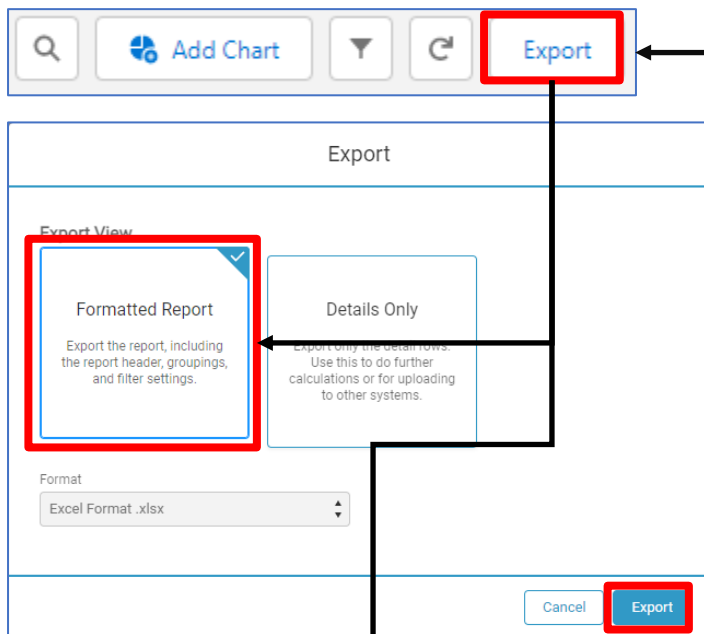 Add Chart
Export
Export
Export View
Formatted Report
Export the report, including
the report header, groupings,
and filter settings.
Details Only
Export only the detail rows.
Use this to do further
calculations or for uploading
to other systems.
Format
Excel Format .xlsx
Cancel
Export